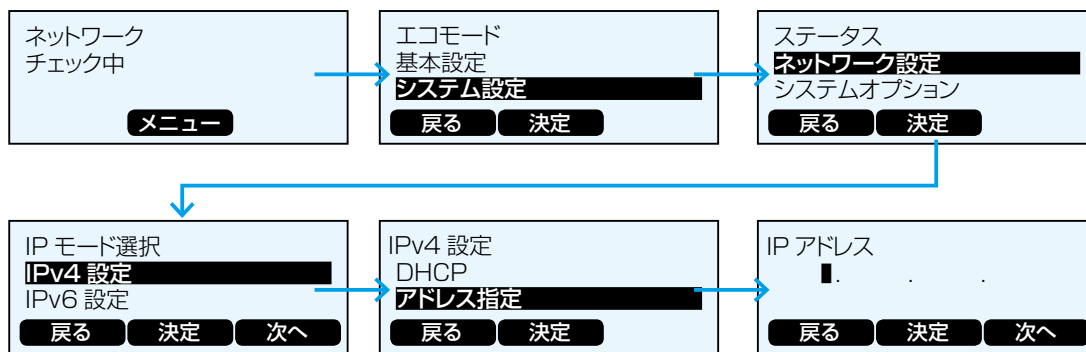 ネットワーク
チェック中
メニュー
エコモード
基本設定
システム設定
戻る 決定
ステータス
ネットワーク設定
システムオプション
戻る 決定
IP モード選択
IPv4 設定
IPv6 設定
戻る 決定 次へ
IPv4 設定
DHCP
アドレス指定
戻る 決定
IP アドレス
. . .
戻る 決定 次へ